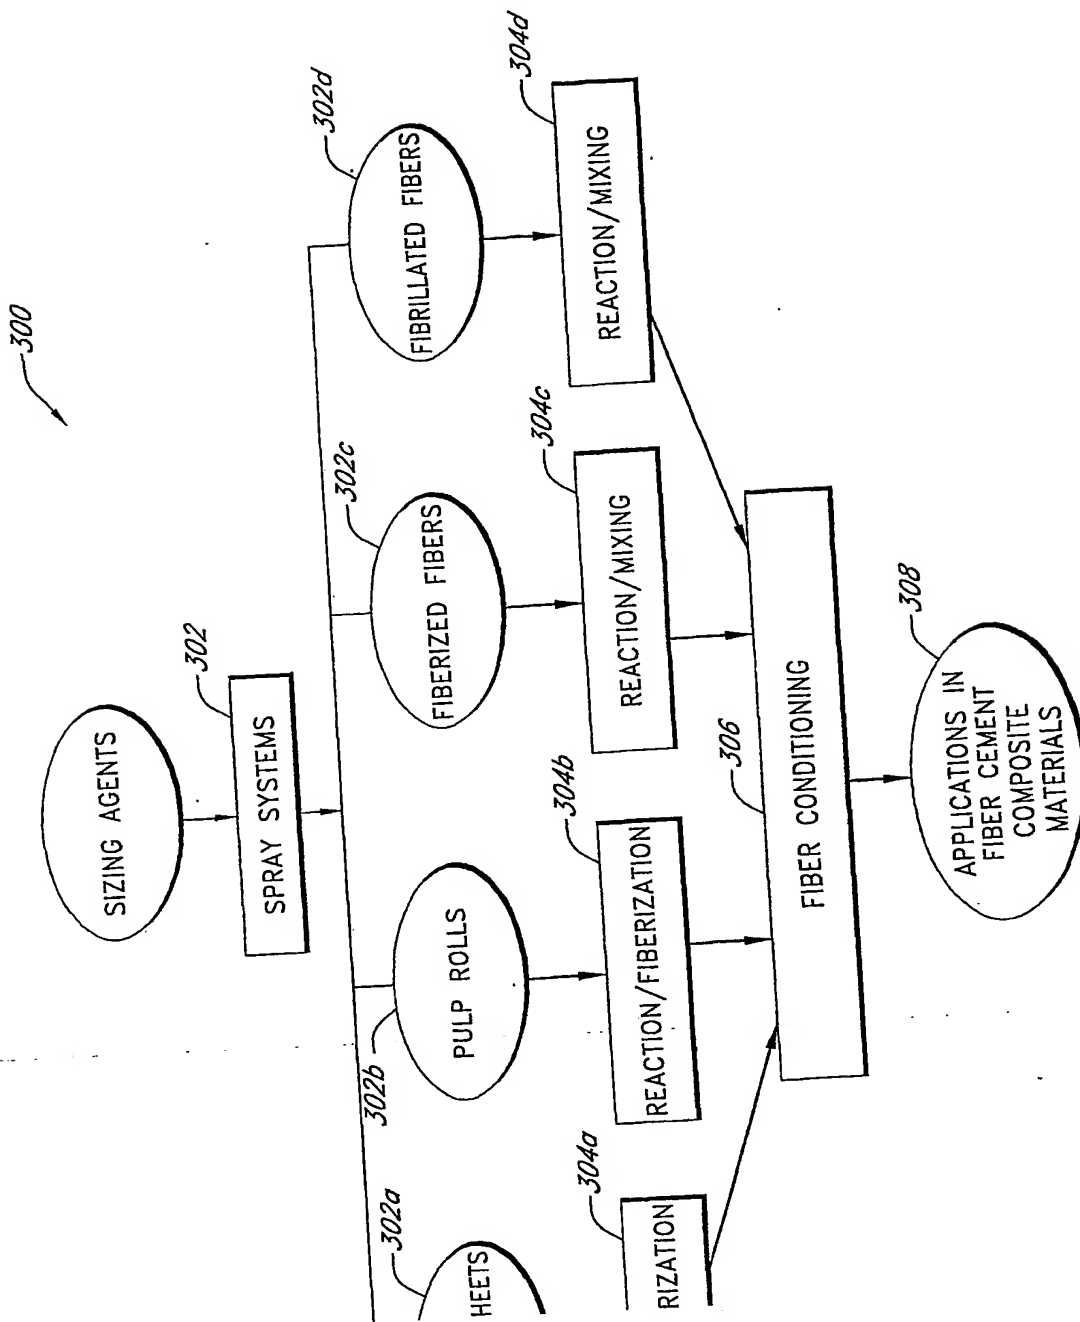 300
SIZING AGENTS
302
SPRAY SYSTEMS
302a
HEETS
302b
PULP ROLLS
302c
FIBERIZED FIBERS
302d
FIBRILLATED FIBERS
304a
RIZATION
304b
REACTION/FIBERIZATION
304c
REACTION/MIXING
304d
REACTION/MIXING
306
FIBER CONDITIONING
308
APPLICATIONS IN
FIBER CEMENT
COMPOSITE
MATERIALS